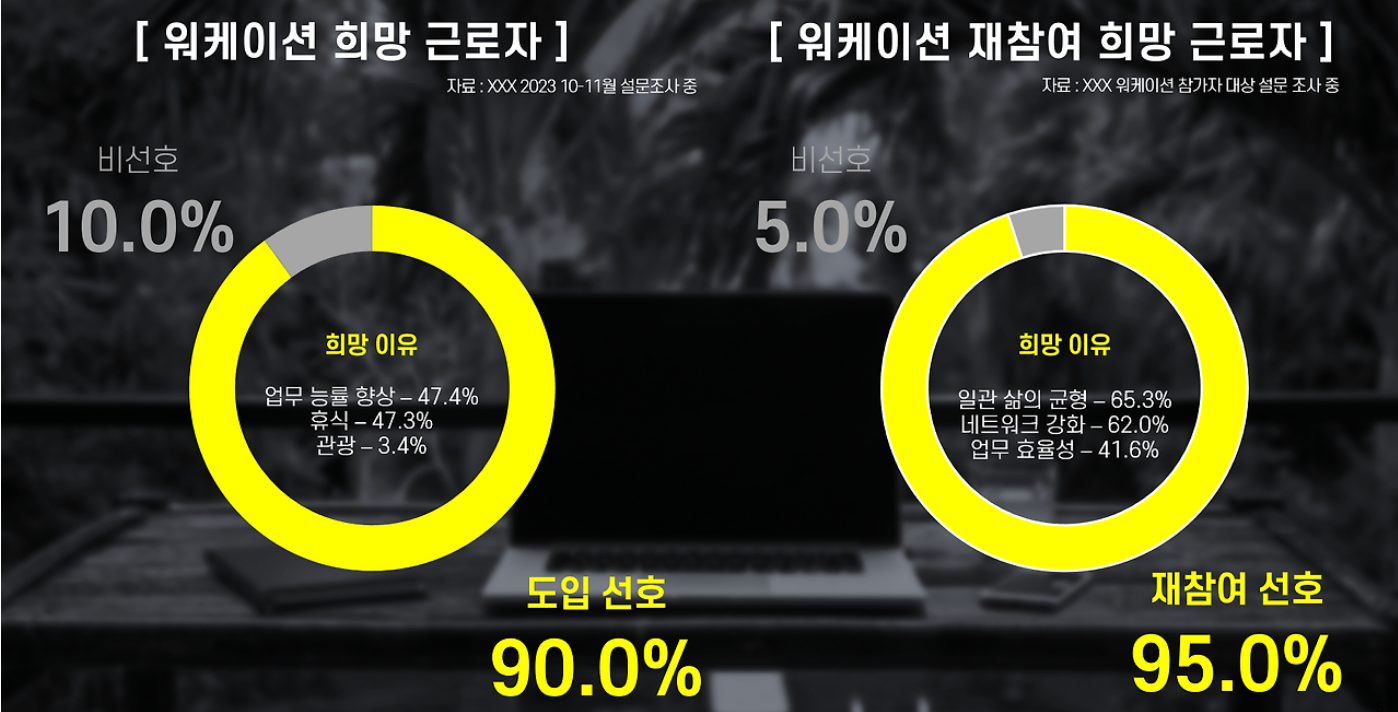 [ 워케이션 희망 근로자 ]
자료 : XXX 2023 10-11월 설문조사 중
비선호
10.0%
희망 이유
업무 능률 향상 – 47.4%
휴식 – 47.3%
관광 – 3.4%
도입 선호
90.0%
[ 워케이션 재참여 희망 근로자 ]
자료 : XXX 워케이션 참가자 대상 설문 조사 중
비선호
5.0%
희망 이유
일관 삶의 균형 – 65.3%
네트워크 강화 – 62.0%
업무 효율성 – 41.6%
재참여 선호
95.0%